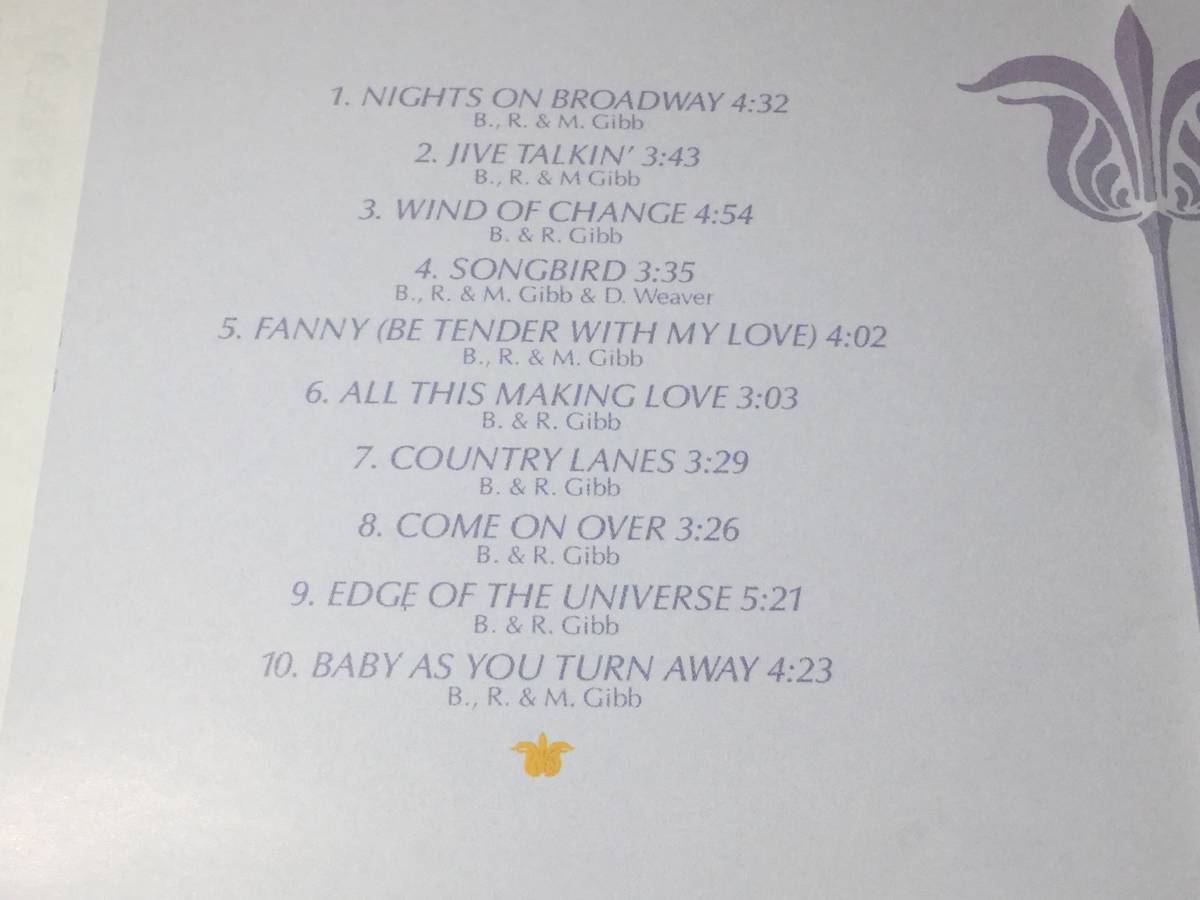 1. NIGHTS ON BROADWAY 4:32
B., R. & M. Gibb
2. JIVE TALKIN' 3:43
B., R. & M Gibb
3. WIND OF CHANGE 4:54
B. & R. Gibb
4. SONGBIRD 3:35
B., R. & M. Gibb & D. Weaver
5. FANNY (BE TENDER WITH MY LOVE) 4:02
B., R. & M. Gibb
6. ALL THIS MAKING LOVE 3:03
B. & R. Gibb
7. COUNTRY LANES 3:29
B. & R. Gibb
8. COME ON OVER 3:26
B. & R. Gibb
9. EDGE OF THE UNIVERSE 5:21
B. & R. Gibb
10. BABY AS YOU TURN AWAY 4:23
B., R. & M. Gibb